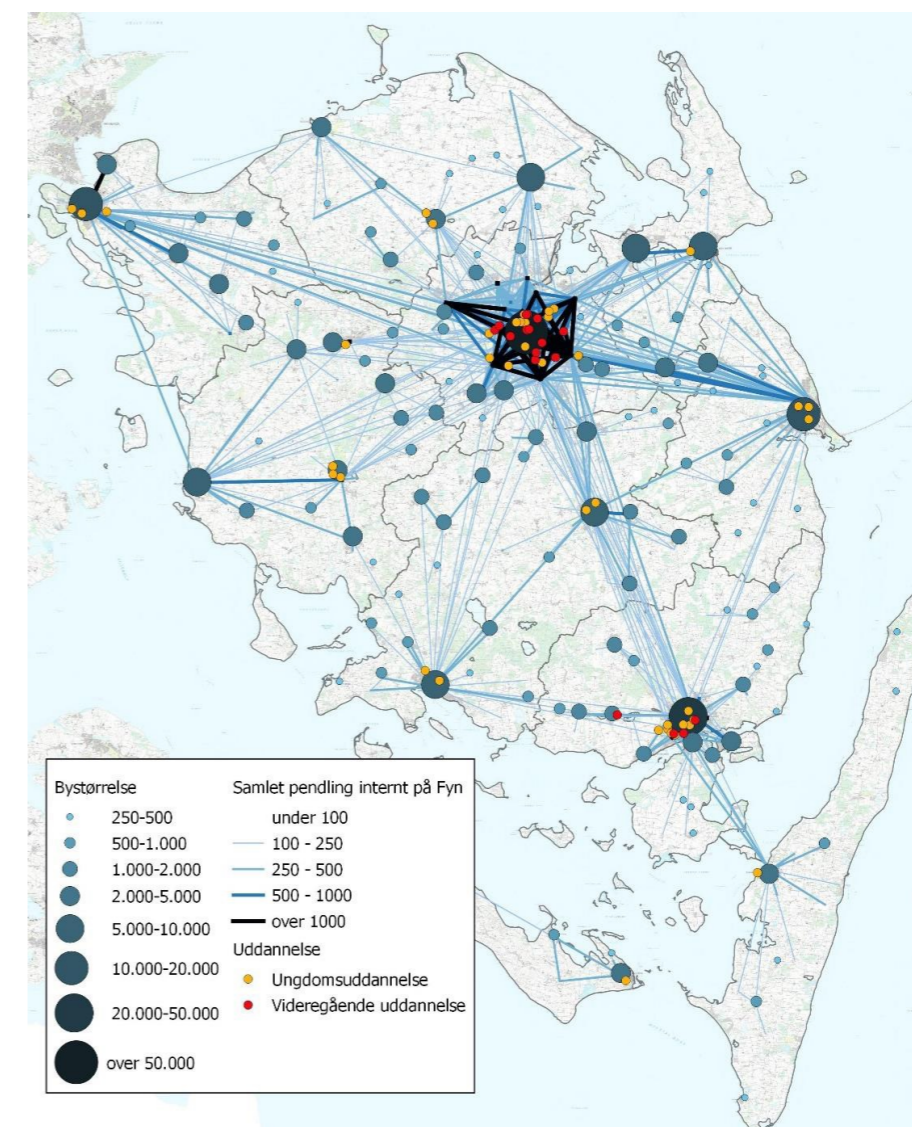 Bystørrelse
250-500
500-1.000
1.000-2.000
2.000-5.000
5.000-10.000
10.000-20.000
20.000-50.000
over 50.000
Samlet pendling internt på Fyn
under 100
100 - 250
250 - 500
500 - 1000
over 1000
Uddannelse
Ungdomsuddannelse
Videregående uddannelse